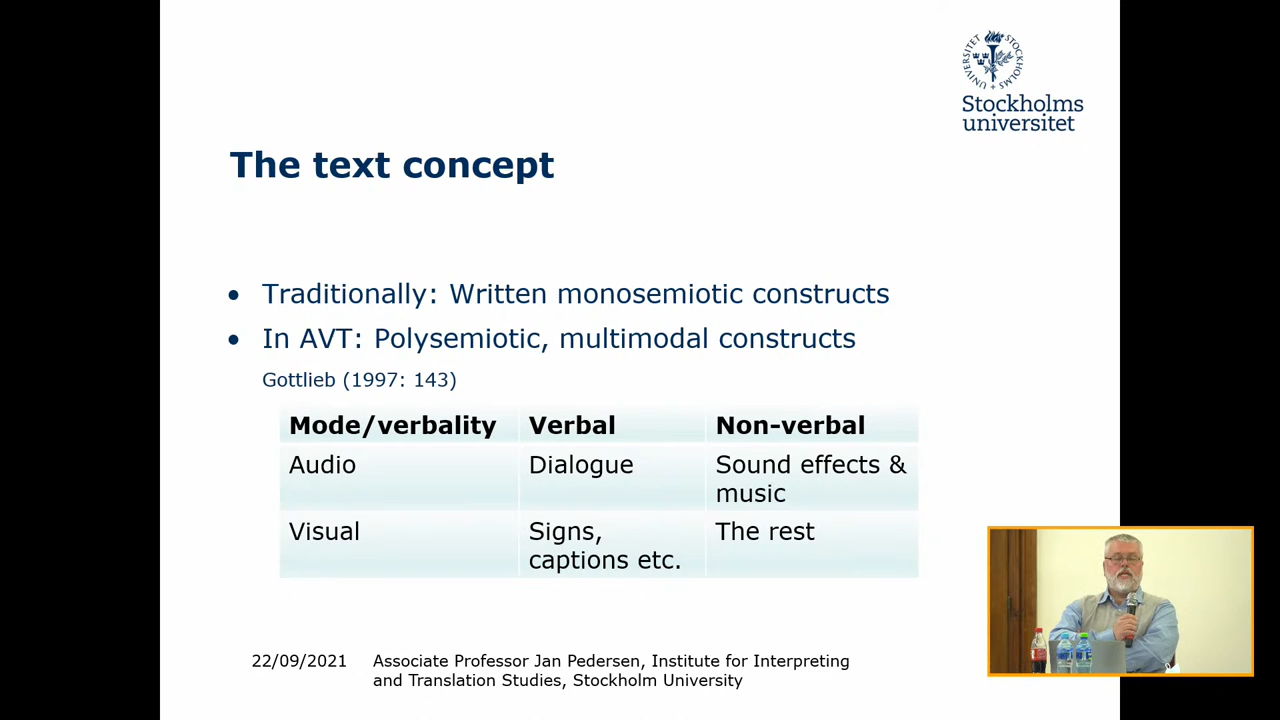 STOCKHOLMS UNIVERSITET
Stockholms
universitet
The text concept
• Traditionally: Written monosemiotic constructs
• In AVT: Polysemiotic, multimodal constructs
Gottlieb (1997: 143)
Mode/verbality Verbal Non-verbal
Audio Dialogue Sound effects &
music
Visual Signs, The rest
captions etc.
22/09/2021 Associate Professor Jan Pedersen, Institute for Interpreting
and Translation Studies, Stockholm University